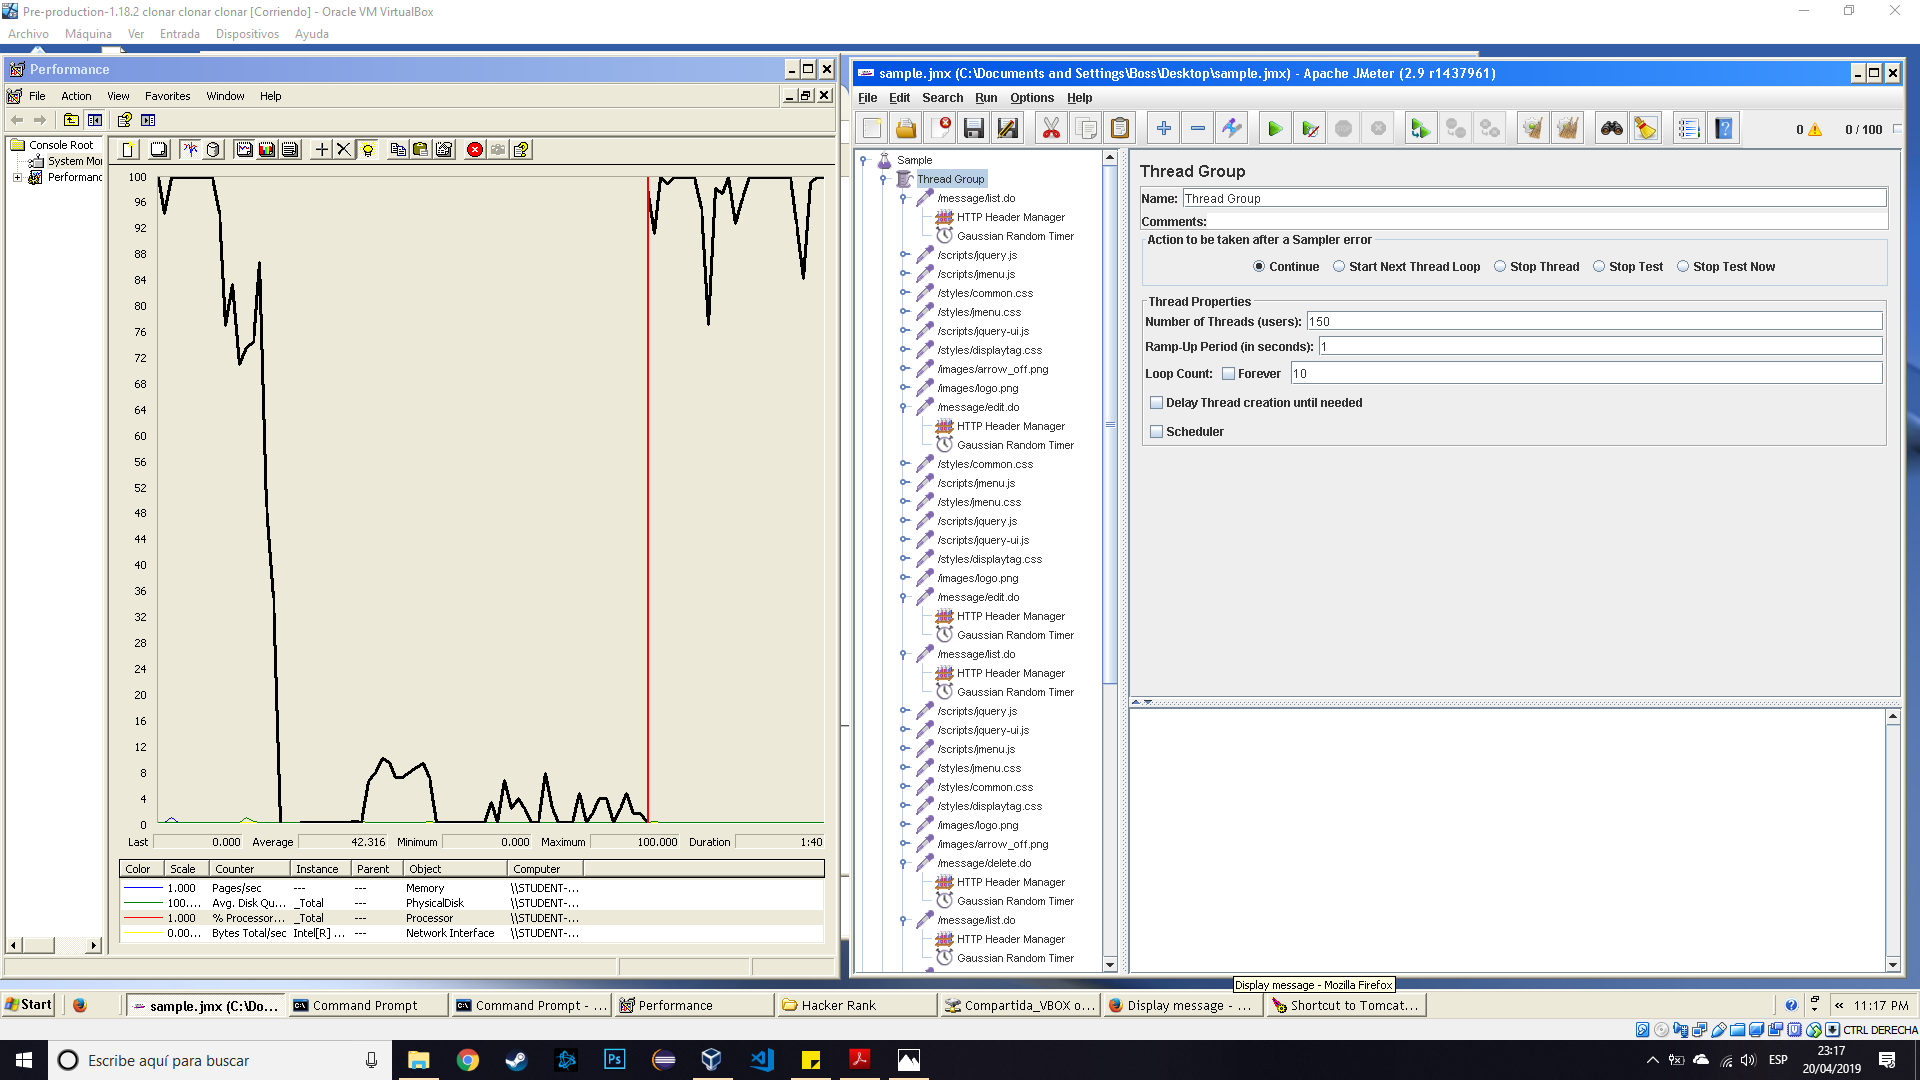 Pre-production-1.18.2 clonar clonar clonar [Corriendo] - Oracle VM VirtualBox
Archivo Máquina Ver Entrada Dispositivos Ayuda
Performance
File Action View Favorites Window Help
Console Root
System Mo
Performanc
100
96
92
88
84
80
76
72
68
64
60
56
52
48
44
40
36
32
28
24
20
16
12
8
4
0
Last 0.000 Average 42.316 Minimum 0.000 Maximum 100.000 Duration 1:40
Color Scale Counter Instance Parent Object Computer
1.000 Pages/sec --- --- Memory \\STUDENT-...
100.... Avg. Disk Qu... _Total --- PhysicalDisk \\STUDENT-...
1.000 % Processor... _Total --- Processor \\STUDENT-...
0.00... Bytes Total/sec Intel[R] ... --- Network Interface \\STUDENT-...
sample.jmx (C:\Documents and Settings\Boss\Desktop\sample.jmx) - Apache JMeter (2.9 r1437961)
File Edit Search Run Options Help
0 0 / 100
Sample
Thread Group
/message/list.do
HTTP Header Manager
Gaussian Random Timer
/scripts/jquery.js
/scripts/jmenu.js
/styles/common.css
/styles/jmenu.css
/scripts/jquery-ui.js
/styles/displaytag.css
/images/arrow_off.png
/images/logo.png
/message/edit.do
HTTP Header Manager
Gaussian Random Timer
/styles/common.css
/scripts/jmenu.js
/styles/jmenu.css
/scripts/jquery.js
/scripts/jquery-ui.js
/styles/displaytag.css
/images/logo.png
/message/edit.do
HTTP Header Manager
Gaussian Random Timer
/message/list.do
HTTP Header Manager
Gaussian Random Timer
/scripts/jquery.js
/scripts/jquery-ui.js
/scripts/jmenu.js
/styles/jmenu.css
/styles/common.css
/styles/displaytag.css
/images/logo.png
/images/arrow_off.png
/message/delete.do
HTTP Header Manager
Gaussian Random Timer
/message/list.do
HTTP Header Manager
Gaussian Random Timer
Thread Group
Name: Thread Group
Comments:
Action to be taken after a Sampler error
Continue Start Next Thread Loop Stop Thread Stop Test Stop Test Now
Thread Properties
Number of Threads (users): 150
Ramp-Up Period (in seconds): 1
Loop Count: Forever 10
Delay Thread creation until needed
Scheduler
Display message - Mozilla Firefox
Start sample.jmx (C:\Do... Command Prompt Command Prompt - ... Performance Hacker Rank Compartida_VBOX o... Display message - ... Shortcut to Tomcat... « 11:17 PM
CTRL DERECHA
Escribe aquí para buscar
Ps
ESP
23:17
20/04/2019